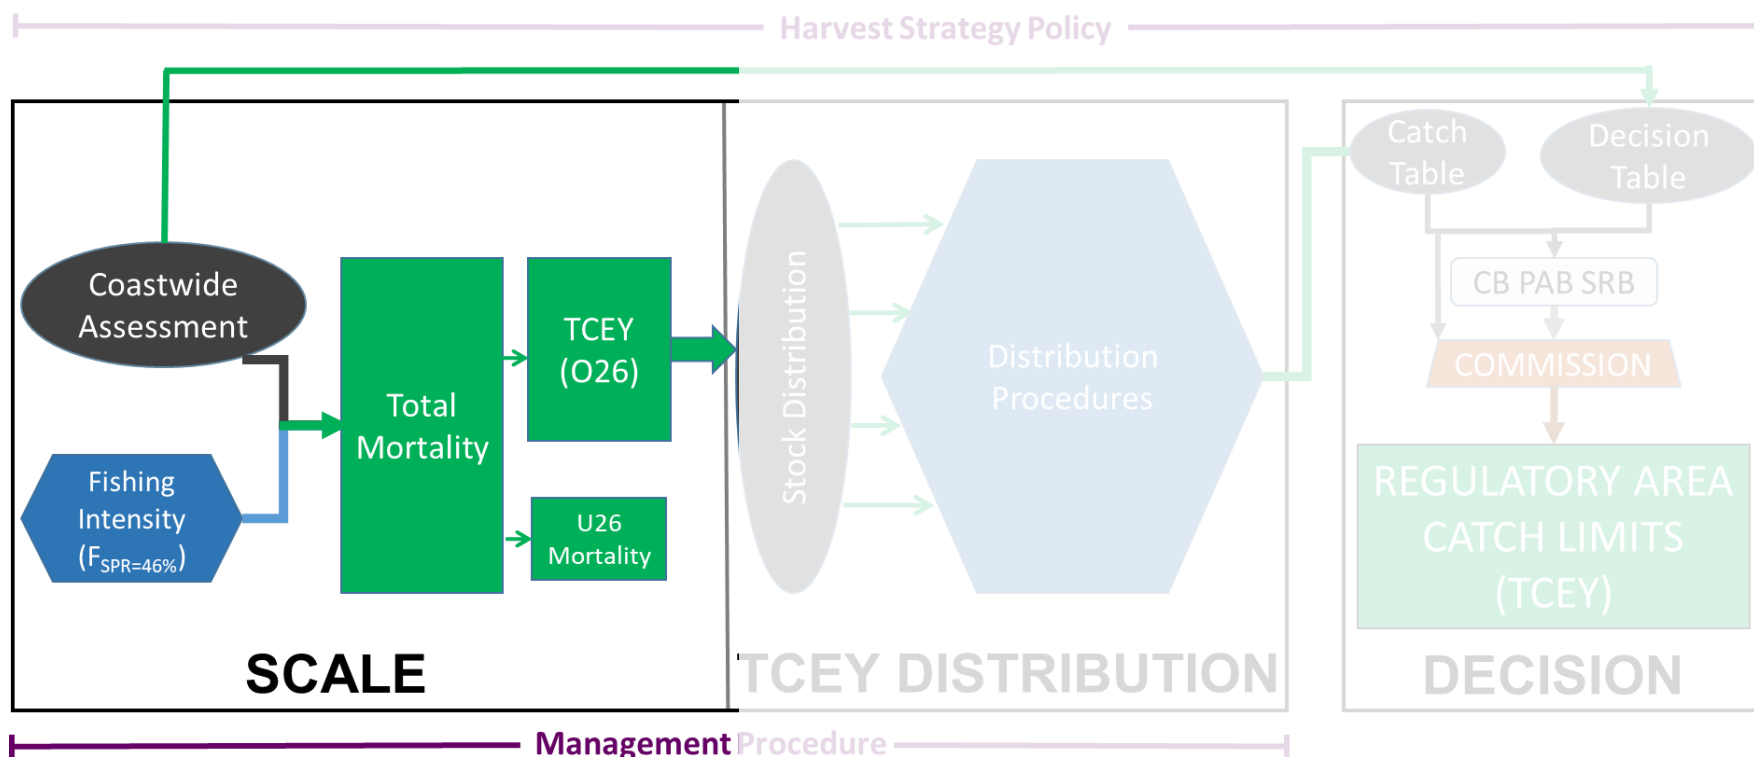 Harvest Strategy Policy
Coastwide
Assessment
Fishing
Intensity
(F_SPR=46%)
Total
Mortality
TCEY
(O26)
U26
Mortality
SCALE
Stock Distribution
Distribution
Procedures
TCEY DISTRIBUTION
Catch
Table
Decision
Table
CB PAB SRB
COMMISSION
REGULATORY AREA
CATCH LIMITS
(TCEY)
DECISION
Management Procedure